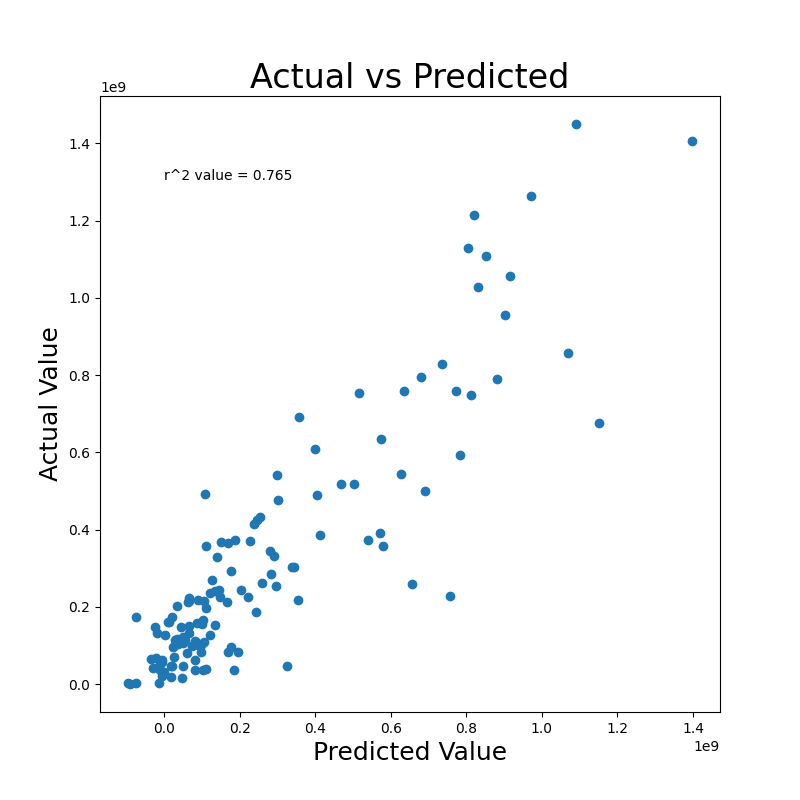 Actual vs Predicted
1e9
r^2 value = 0.765
1.4
1.2
1.0
0.8
0.6
0.4
0.2
0.0
Actual Value
0.0 0.2 0.4 0.6 0.8 1.0 1.2 1.4
1e9
Predicted Value